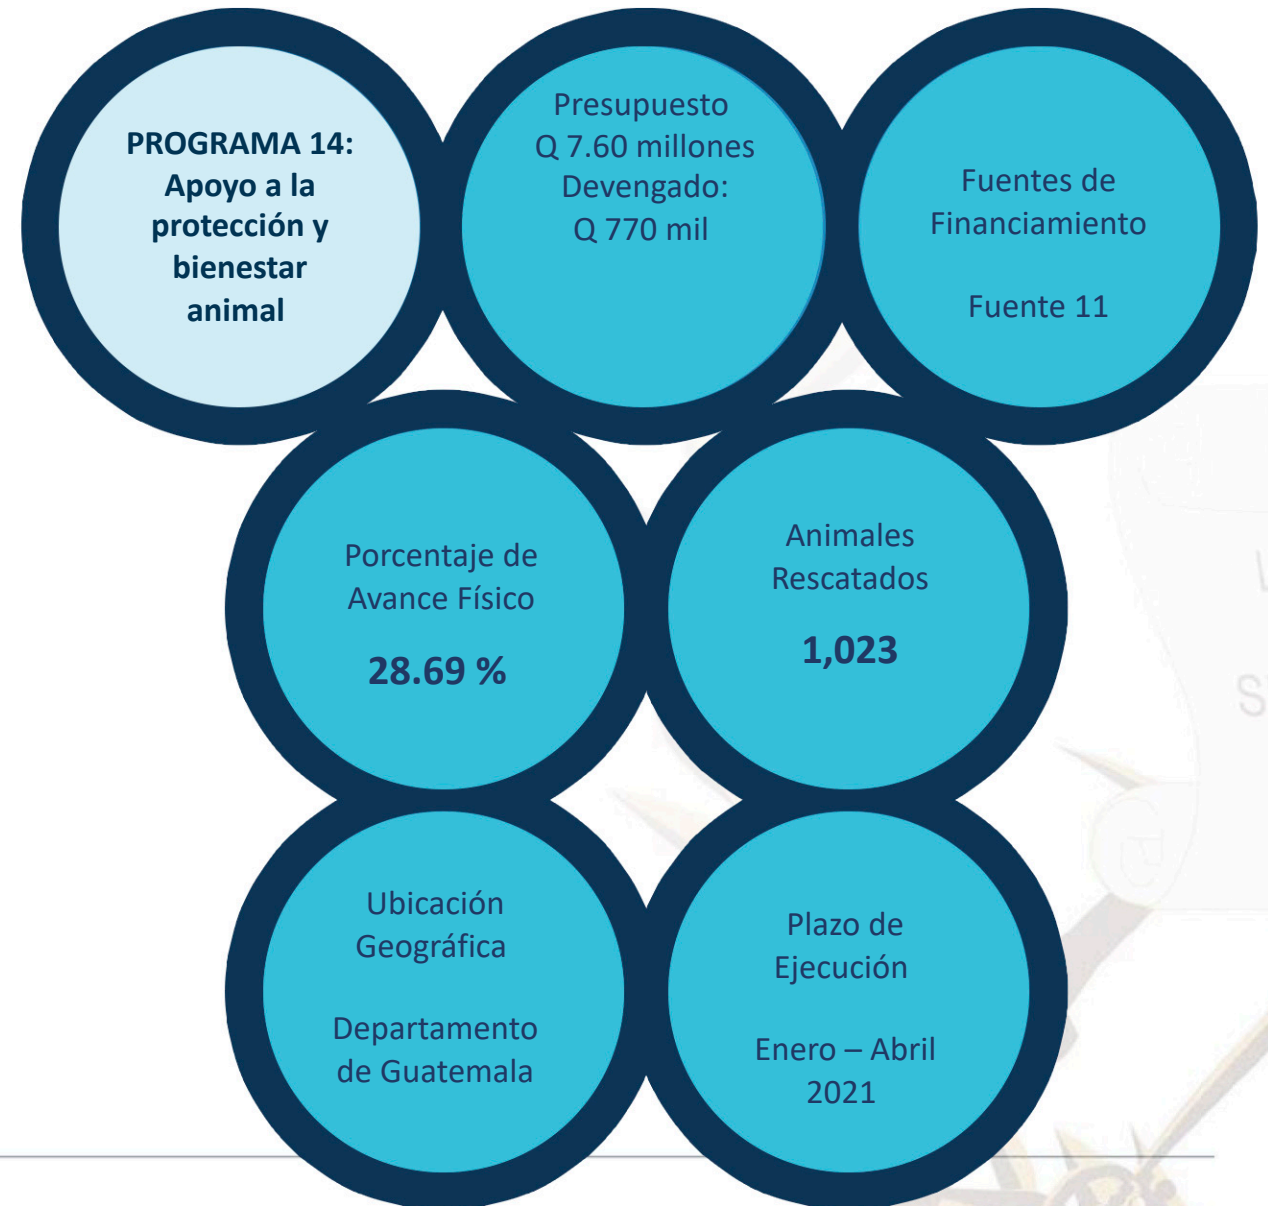 PROGRAMA 14:
Apoyo a la
protección y
bienestar
animal
Presupuesto
Q 7.60 millones
Devengado:
Q 770 mil
Fuentes de
Financiamiento
Fuente 11
Porcentaje de
Avance Físico
28.69 %
Animales
Rescatados
1,023
Ubicación
Geográfica
Departamento
de Guatemala
Plazo de
Ejecución
Enero – Abril
2021